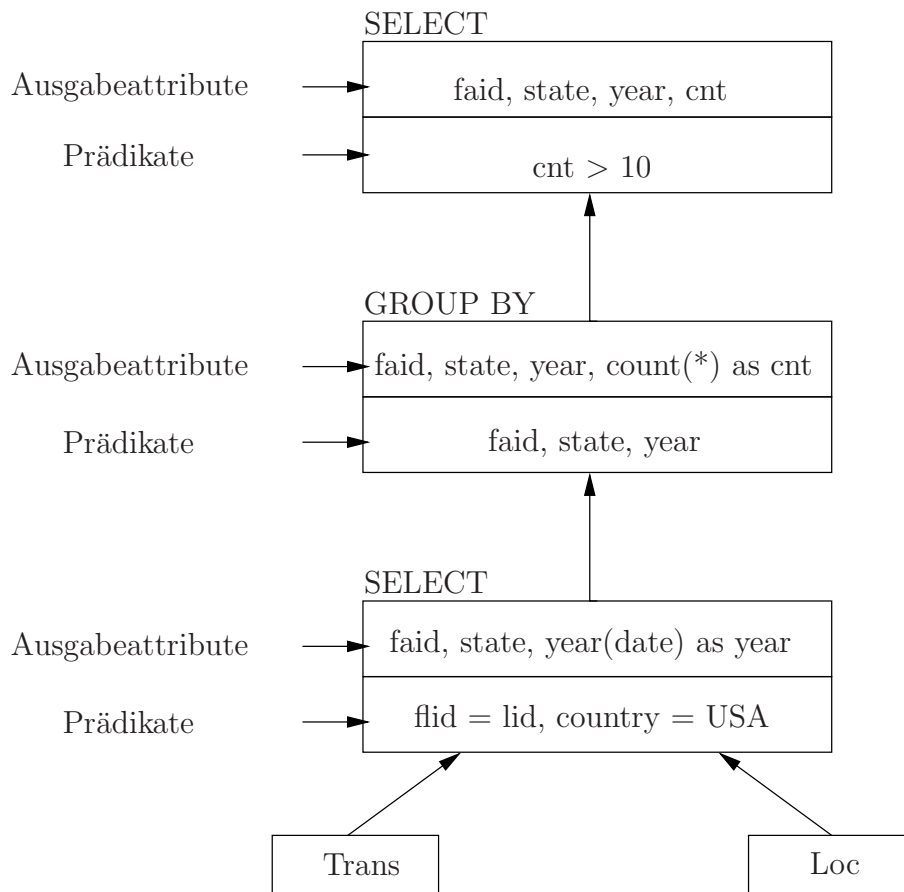 SELECT
Ausgabeattribute
faid, state, year, cnt
Prädikate
cnt > 10
GROUP BY
Ausgabeattribute
faid, state, year, count(*) as cnt
Prädikate
faid, state, year
SELECT
Ausgabeattribute
faid, state, year(date) as year
Prädikate
flid = lid, country = USA
Trans
Loc